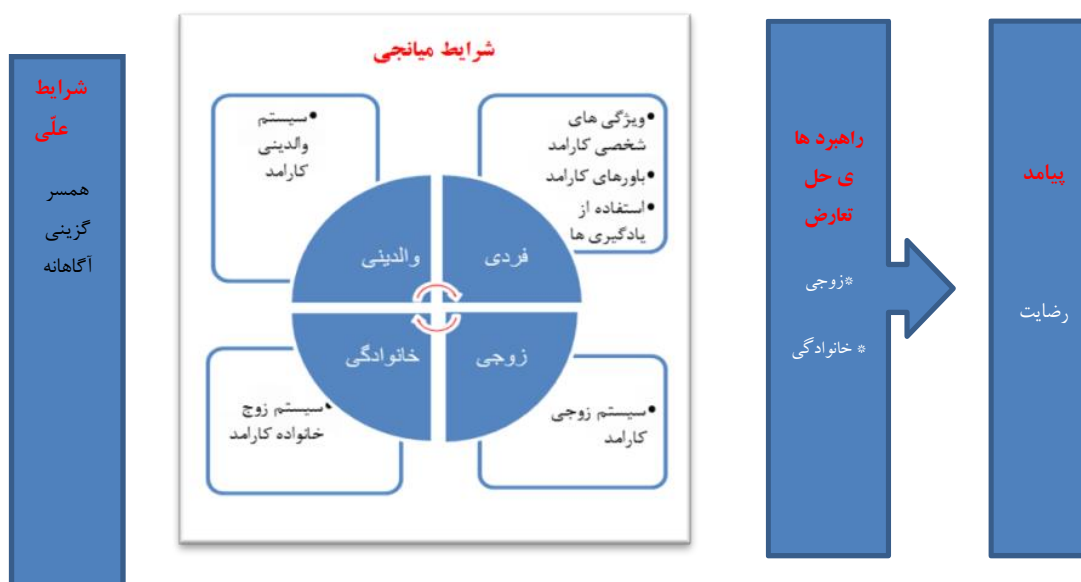 شرایط
علّی
همسر
گزینی
آگاهانه
شرایط میانجی
•سیستم
والدینی
کارامد
•ویژگی های
شخصی کارامد
•باورهای کارامد
•استفاده از
یادگیری ها
والدینی
فردی
خانوادگی
زوجی
•سیستم زوج
خانواده کارامد
•سیستم زوجی
کارامد
راهبرد ها
ی حل
تعارض
*زوجی
* خانوادگی
پیامد
رضایت